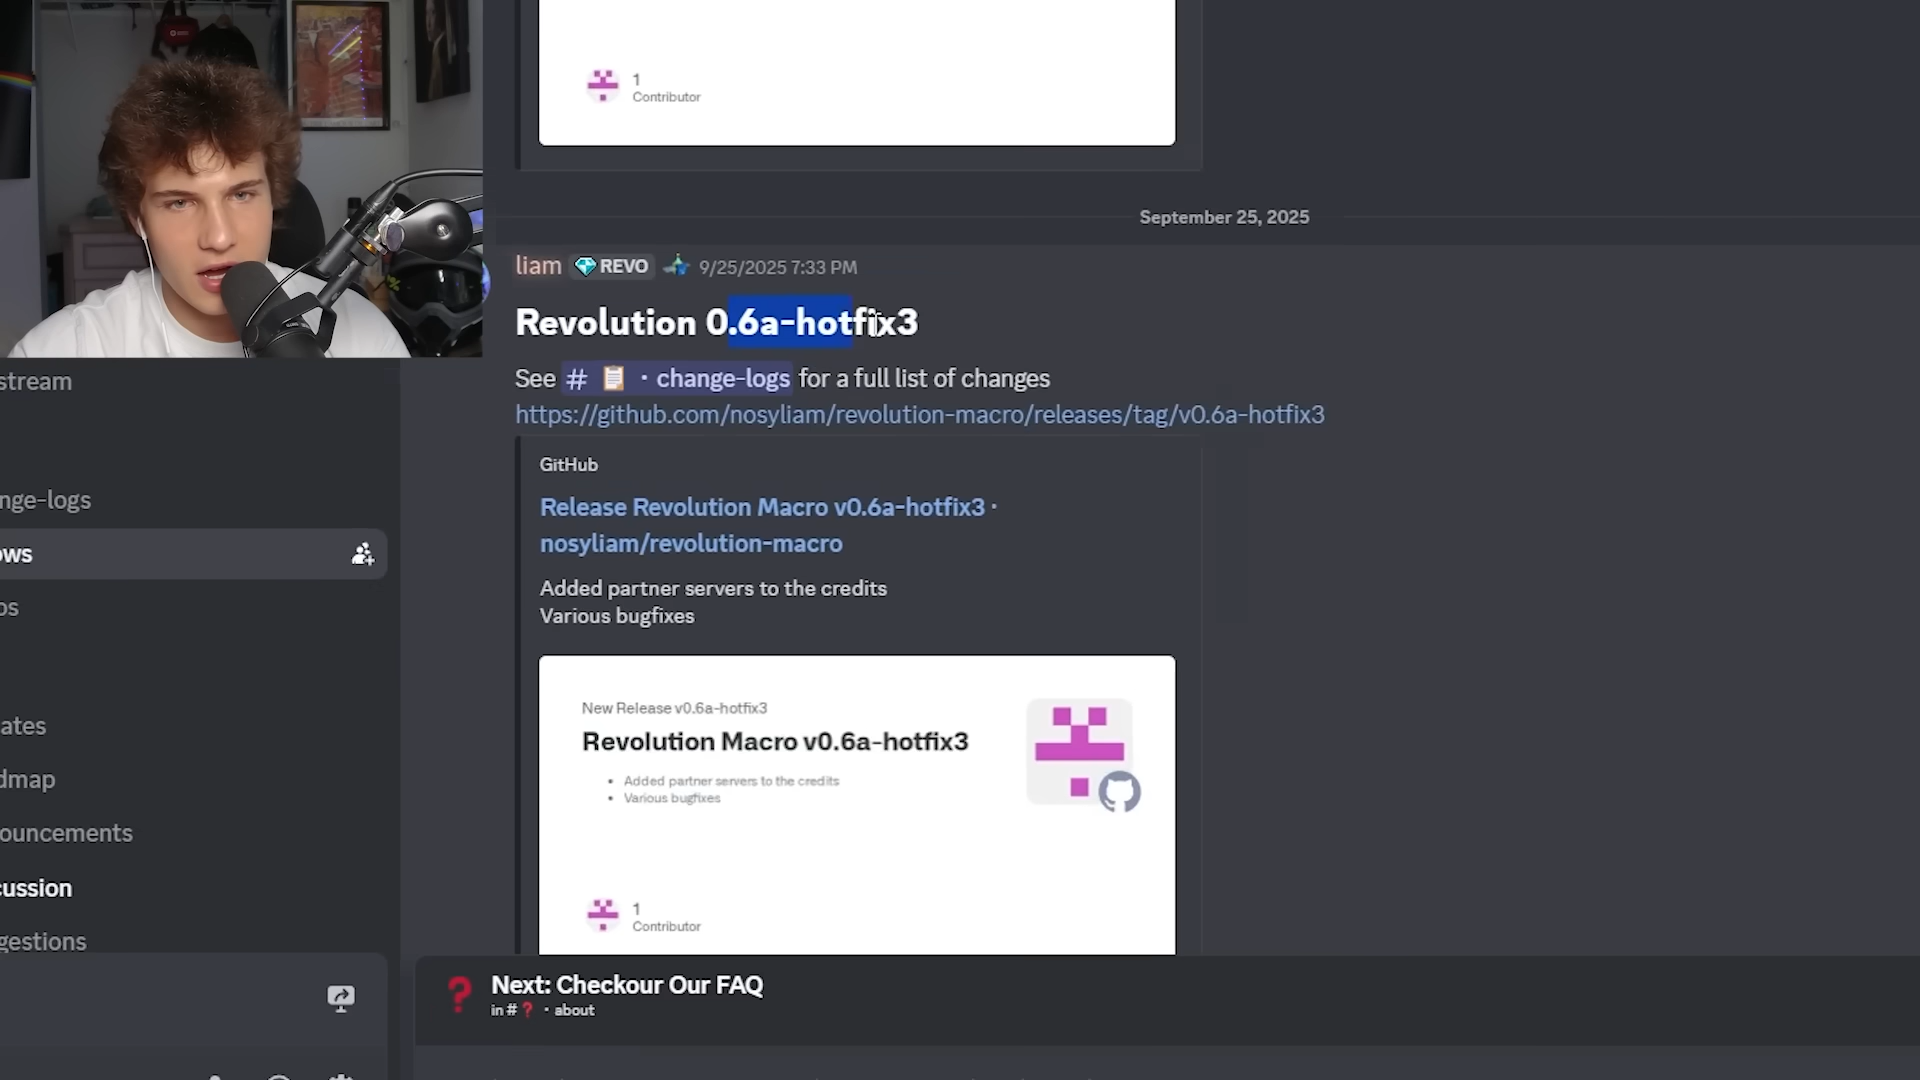 1
Contributor
September 25, 2025
liam REVO 9/25/2025 7:33 PM
Revolution 0.6a-hotfix3
See # · change-logs for a full list of changes
https://github.com/nosyliam/revolution-macro/releases/tag/v0.6a-hotfix3
GitHub
Release Revolution Macro v0.6a-hotfix3 ·
nosyliam/revolution-macro
Added partner servers to the credits
Various bugfixes
New Release v0.6a-hotfix3
Revolution Macro v0.6a-hotfix3
• Added partner servers to the credits
• Various bugfixes
1
Contributor
stream
nge-logs
ows
os
ates
dmap
ouncements
cussion
gestions
Next: Checkour Our FAQ
in # ❓ · about